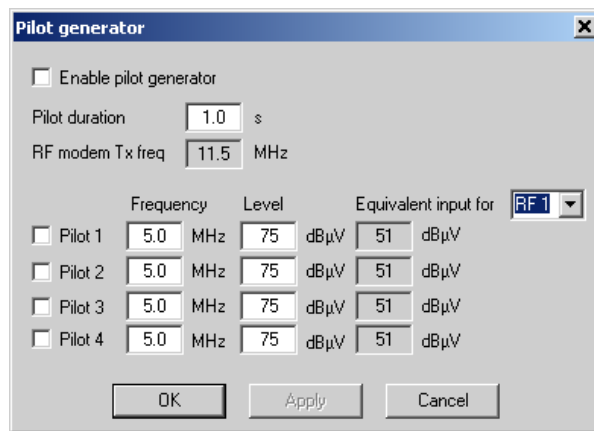 Pilot generator
Enable pilot generator
Pilot duration 1.0 s
RF modem Tx freq 11.5 MHz
Frequency Level Equivalent input for RF 1
Pilot 1 5.0 MHz 75 dBµV 51 dBµV
Pilot 2 5.0 MHz 75 dBµV 51 dBµV
Pilot 3 5.0 MHz 75 dBµV 51 dBµV
Pilot 4 5.0 MHz 75 dBµV 51 dBµV
OK Apply Cancel